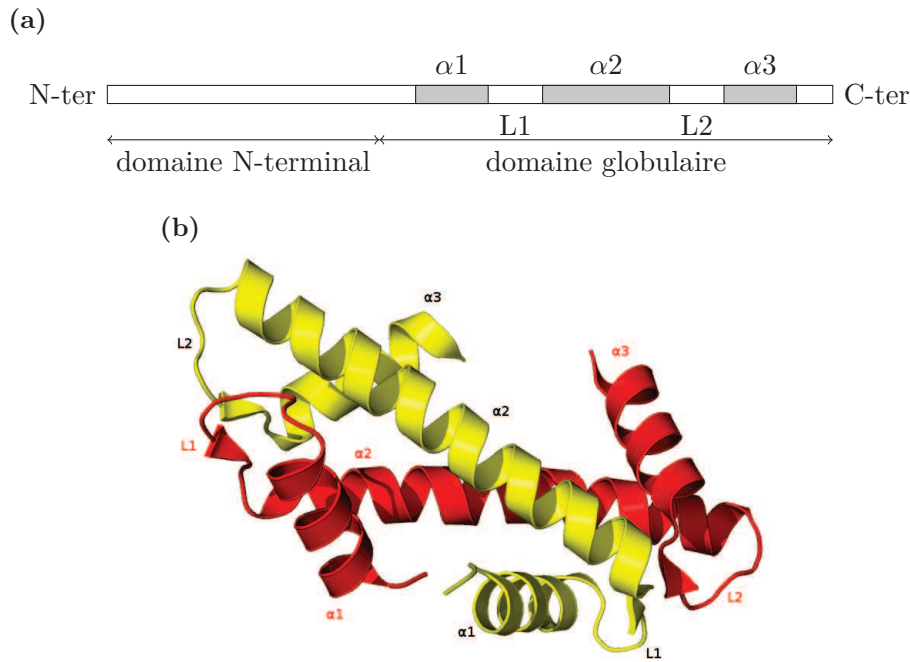 (a)
α1 α2 α3
N-ter C-ter
L1 L2
domaine N-terminal domaine globulaire
(b)
α3
L2
α3
α2
L1
α2
α1
α1
L2
L1